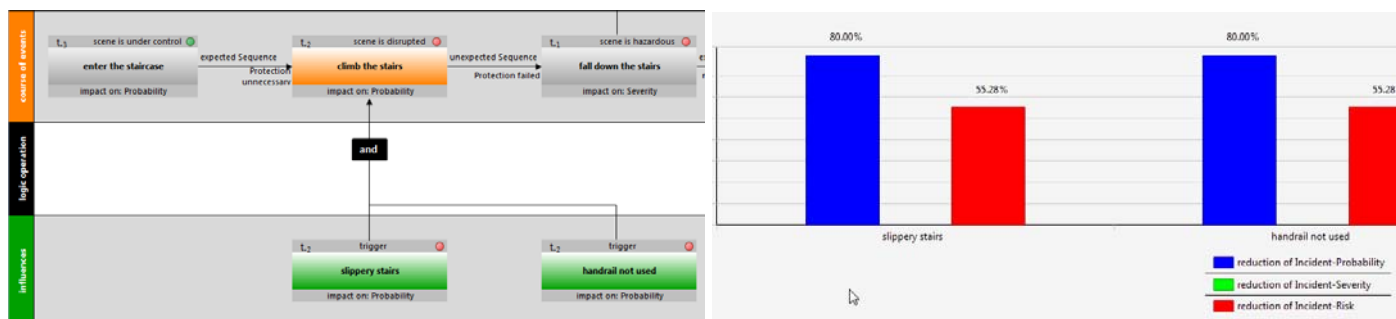 course of events
t-3 scene is under control
enter the staircase
impact on: Probability
expected Sequence
Protection
unnecessary
t-2 scene is disrupted
climb the stairs
impact on: Probability
unexpected Sequence
Protection failed
t-1 scene is hazardous
fall down the stairs
impact on: Severity
logic operation
and
influences
t-2 trigger
slippery stairs
impact on: Probability
t-2 trigger
handrail not used
impact on: Probability
80.00%
80.00%
55.28%
55.28
slippery stairs
handrail not used
reduction of Incident-Probability
reduction of Incident-Severity
reduction of Incident-Risk